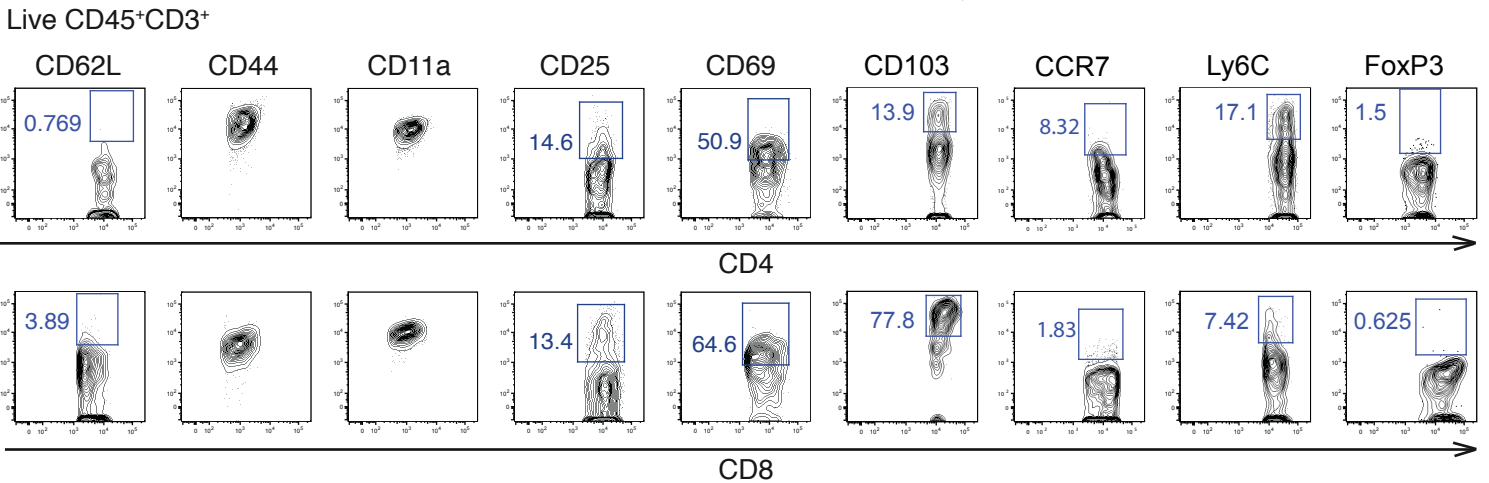 Live CD45⁺CD3⁺
CD62L CD44 CD11a CD25 CD69 CD103 CCR7 Ly6C FoxP3
0.769 14.6 50.9 13.9 8.32 17.1 1.5
CD4
3.89 13.4 64.6 77.8 1.83 7.42 0.625
CD8